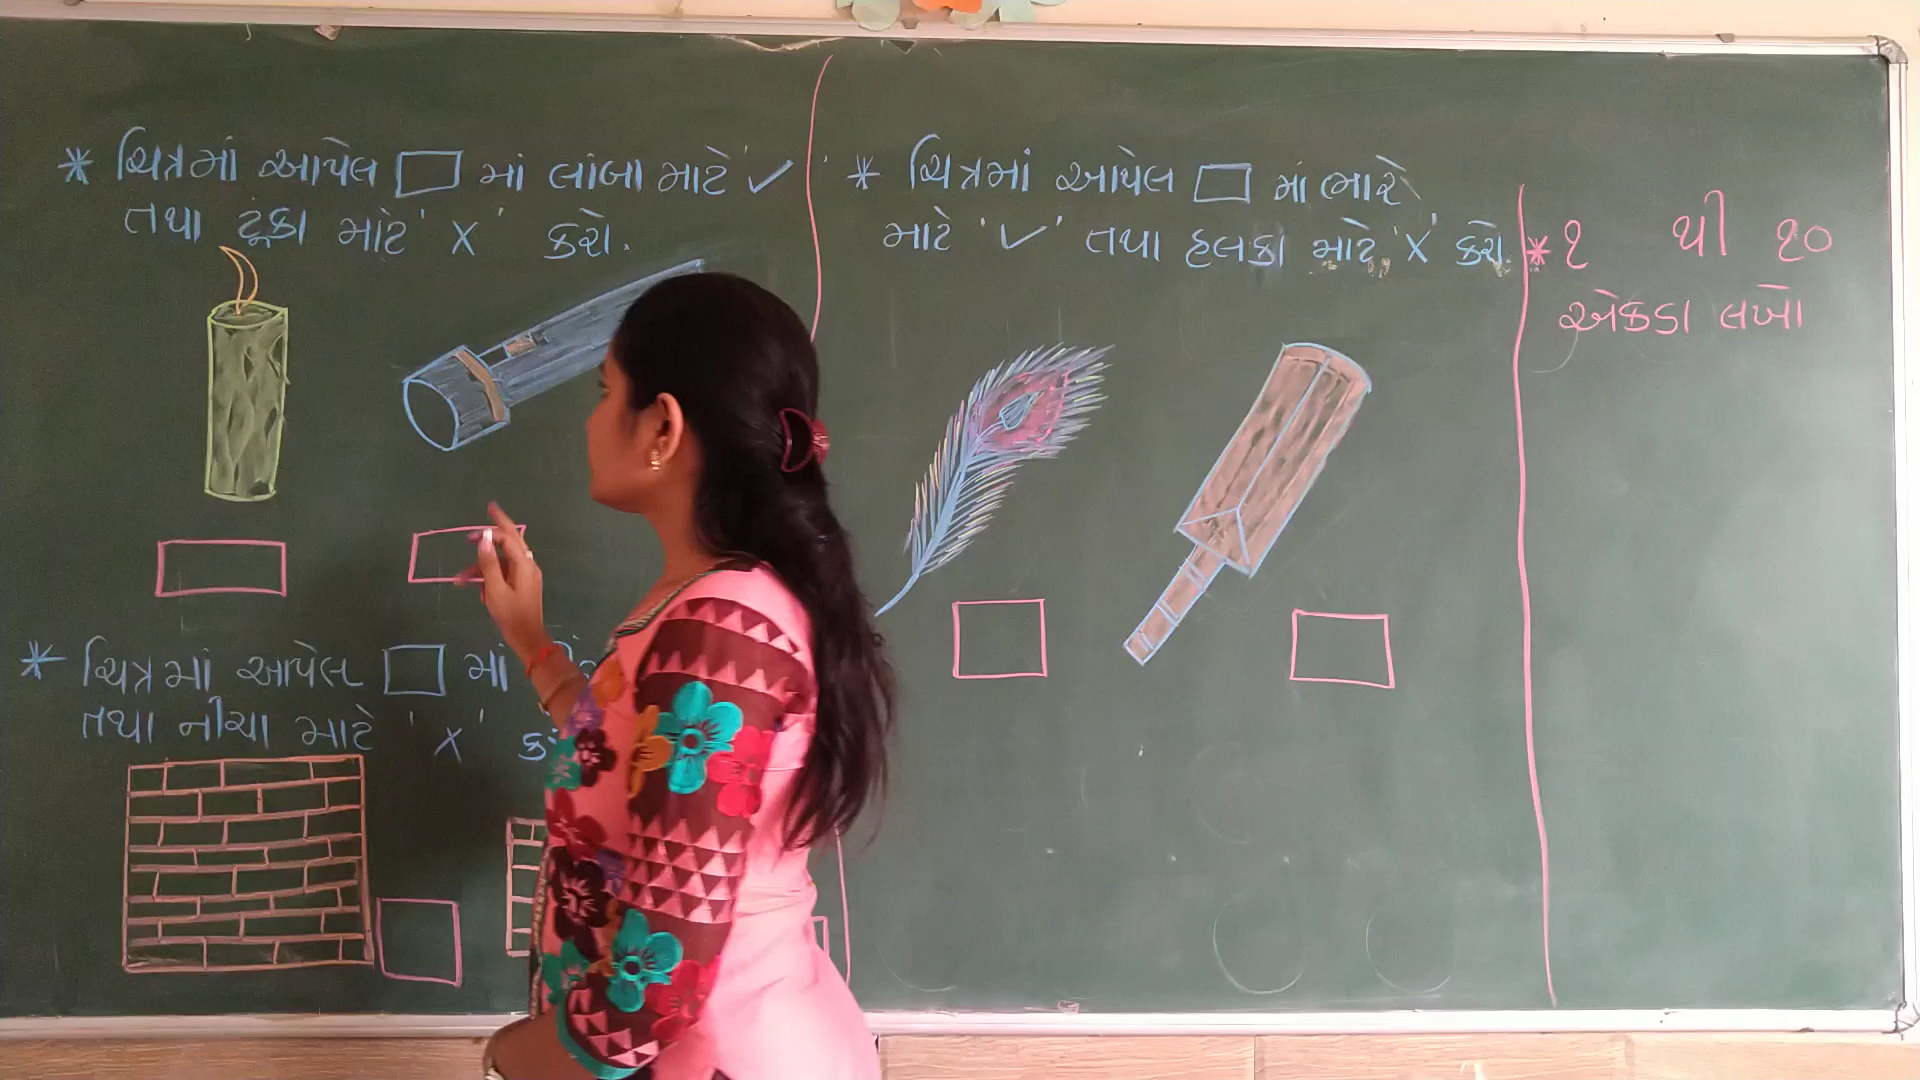 * ચિત્રમાં આપેલ □ માં લાંબા માટે '✓'
તથા ટૂંકા માટે 'X' કરો.
* ચિત્રમાં આપેલ □ માં
તથા નીચા માટે 'X'
* ચિત્રમાં આપેલ □ માં ભારે
માટે '✓' તથા હલકા માટે 'X' કરો.
* ૧ થી ૧૦
એકડા લખો